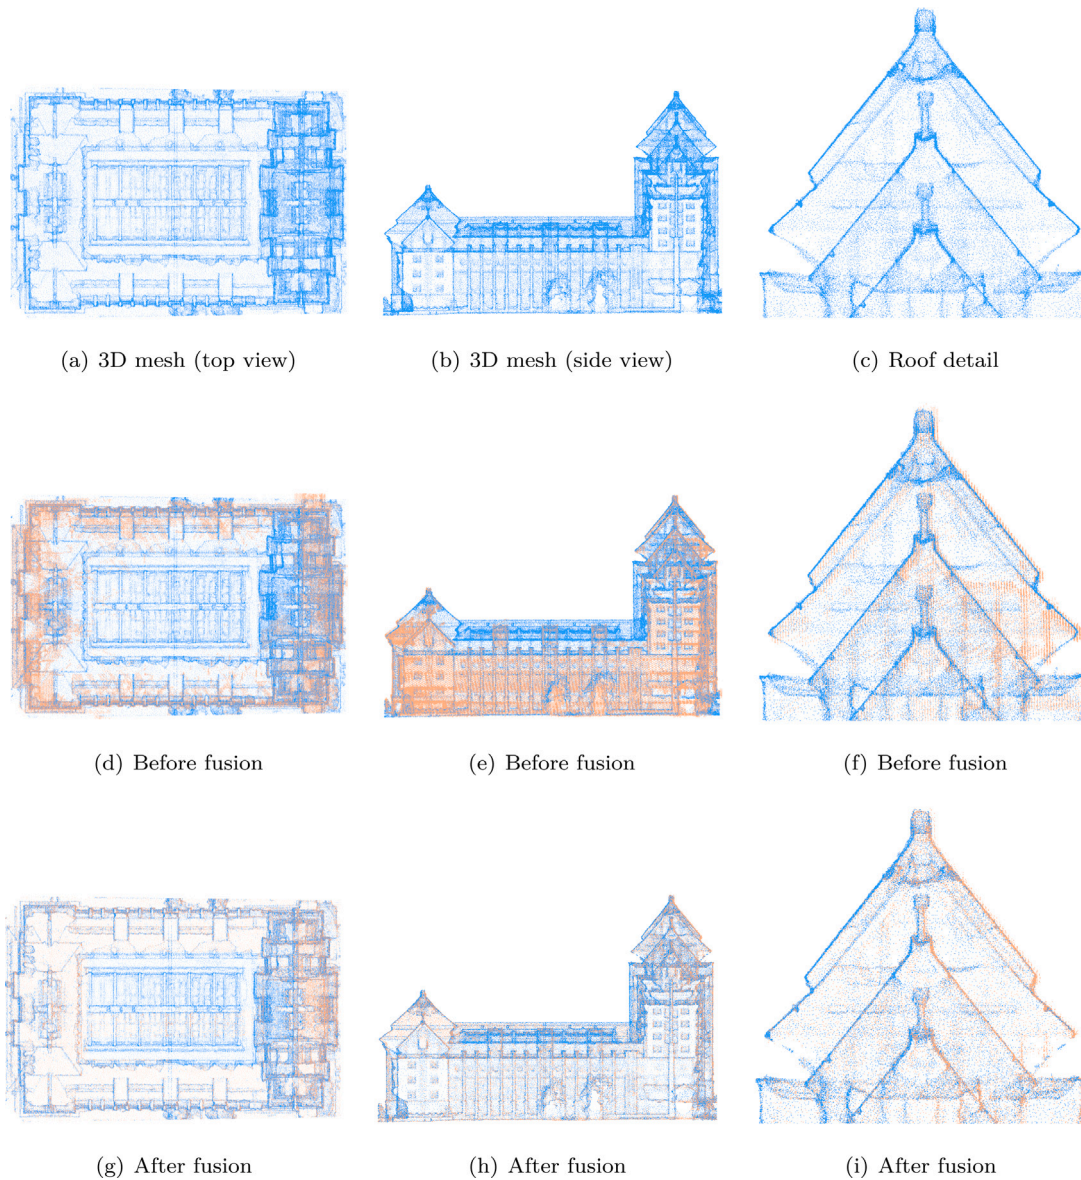 (a) 3D mesh (top view)
(b) 3D mesh (side view)
(c) Roof detail
(d) Before fusion
(e) Before fusion
(f) Before fusion
(g) After fusion
(h) After fusion
(i) After fusion